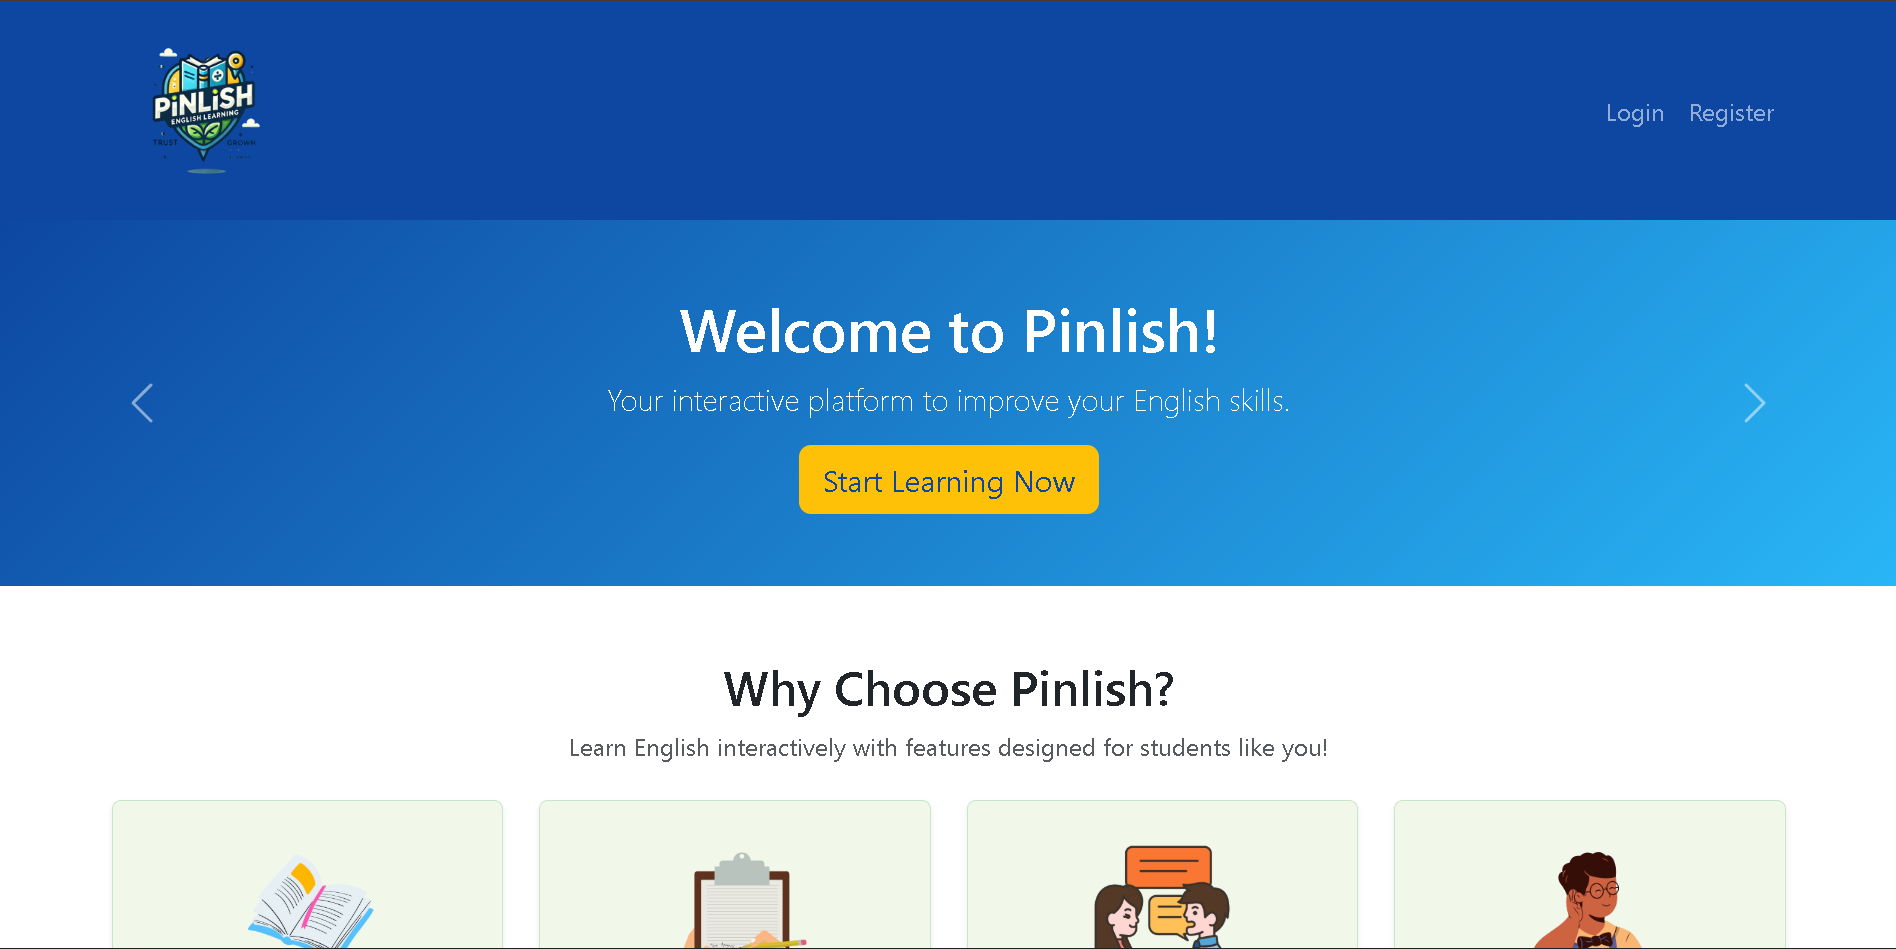 PiNLiSH
ENGLISH LEARNING
TRUST GROWN
Login Register
Welcome to Pinlish!
Your interactive platform to improve your English skills.
Start Learning Now
Why Choose Pinlish?
Learn English interactively with features designed for students like you!